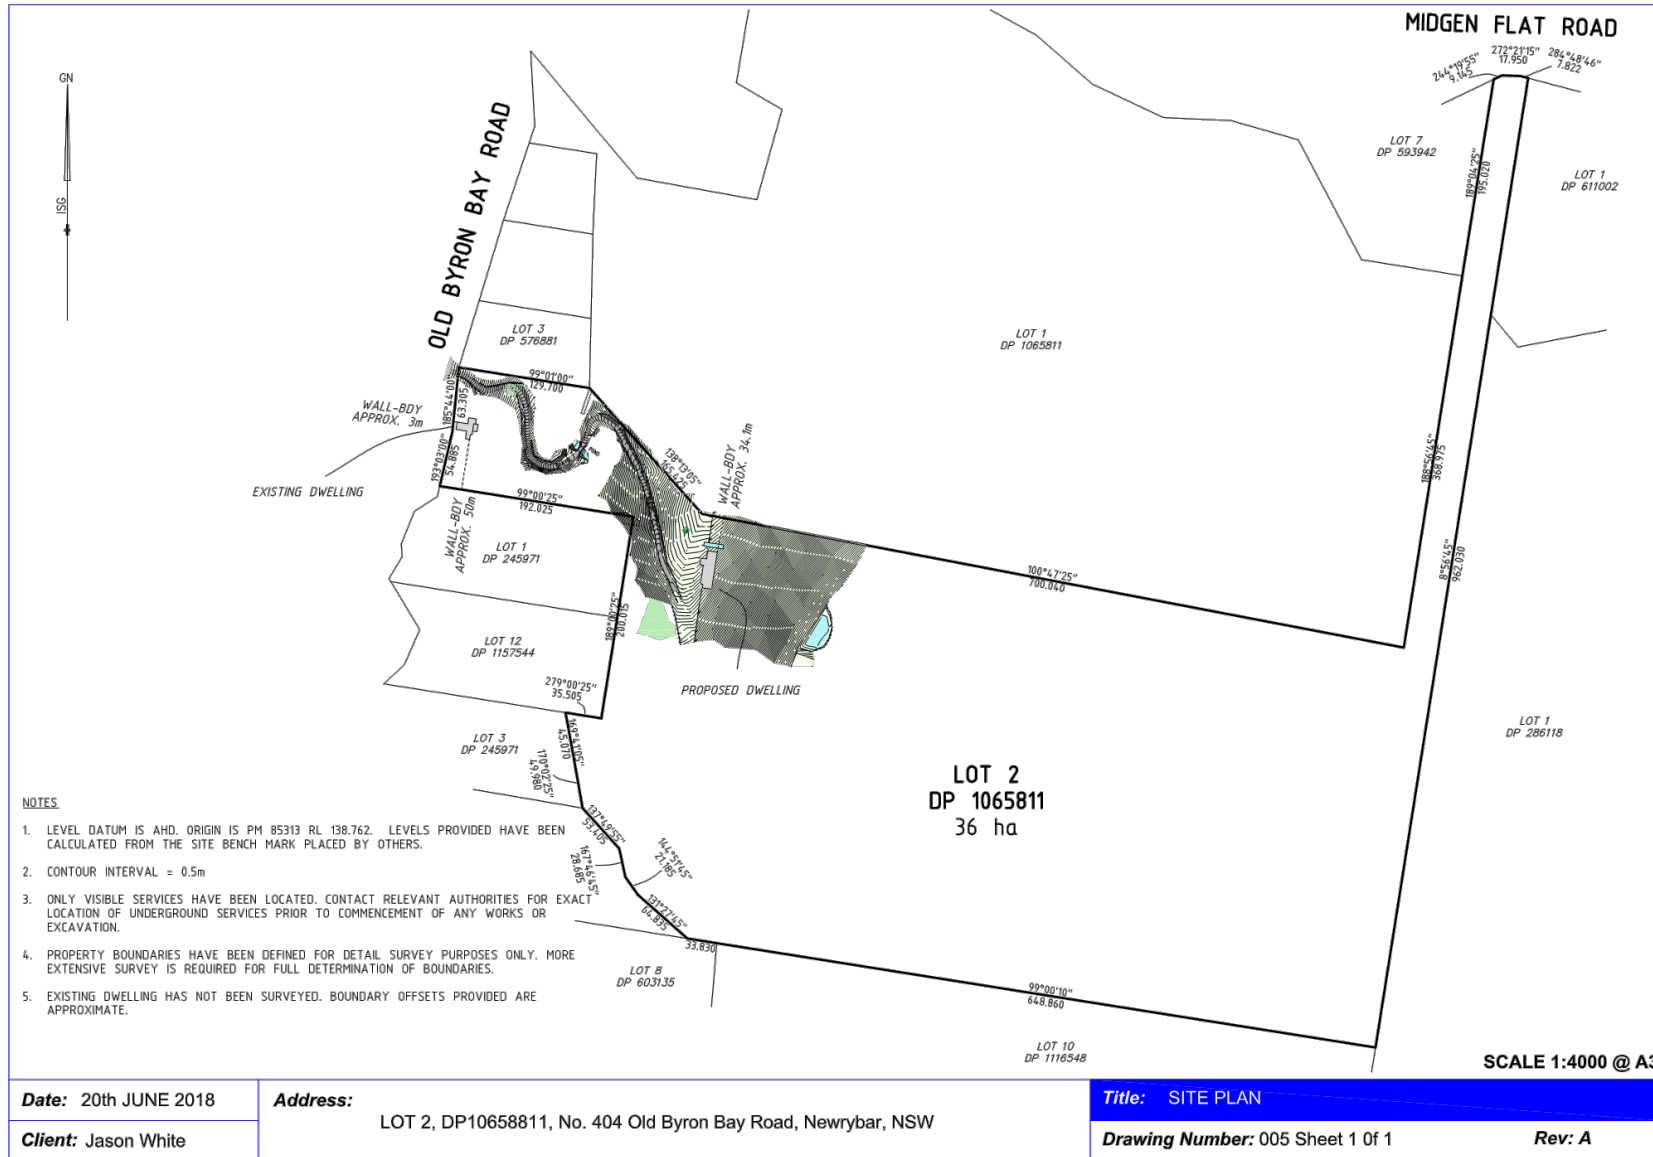 MIDGEN FLAT ROAD
244°19'55"
9.145
272°21'15"
17.950
284°48'46"
7.822
GN
ISG
OLD BYRON BAY ROAD
LOT 7
DP 593942
LOT 1
DP 611002
189°04'25"
195.020
LOT 3
DP 576881
LOT 1
DP 1065811
99°01'00"
129.700
185°44'00"
63.305
WALL-BDY
APPROX. 3m
193°03'00"
54.885
EXISTING DWELLING
138°13'05"
165.425
WALL-BDY
APPROX. 34.1m
188°56'45"
368.975
99°00'25"
192.025
WALL-BDY
APPROX. 50m
LOT 1
DP 245971
8°56'45"
962.030
100°47'25"
700.040
189°00'25"
200.015
LOT 12
DP 1157544
279°00'25"
35.505
PROPOSED DWELLING
169°41'05"
45.070
LOT 3
DP 245971
170°02'25"
49.980
LOT 1
DP 286118
LOT 2
DP 1065811
36 ha
137°49'55"
53.405
167°46'45"
28.685
144°51'45"
21.185
131°27'45"
64.835
33.830
LOT 8
DP 603135
99°00'10"
648.860
LOT 10
DP 1116548
NOTES
1. LEVEL DATUM IS AHD. ORIGIN IS PM 85313 RL 138.762. LEVELS PROVIDED HAVE BEEN
CALCULATED FROM THE SITE BENCH MARK PLACED BY OTHERS.
2. CONTOUR INTERVAL = 0.5m
3. ONLY VISIBLE SERVICES HAVE BEEN LOCATED. CONTACT RELEVANT AUTHORITIES FOR EXACT
LOCATION OF UNDERGROUND SERVICES PRIOR TO COMMENCEMENT OF ANY WORKS OR
EXCAVATION.
4. PROPERTY BOUNDARIES HAVE BEEN DEFINED FOR DETAIL SURVEY PURPOSES ONLY. MORE
EXTENSIVE SURVEY IS REQUIRED FOR FULL DETERMINATION OF BOUNDARIES.
5. EXISTING DWELLING HAS NOT BEEN SURVEYED. BOUNDARY OFFSETS PROVIDED ARE
APPROXIMATE.
SCALE 1:4000 @ A3
Date: 20th JUNE 2018
Client: Jason White
Address:
LOT 2, DP10658811, No. 404 Old Byron Bay Road, Newrybar, NSW
Title: SITE PLAN
Drawing Number: 005 Sheet 1 0f 1
Rev: A